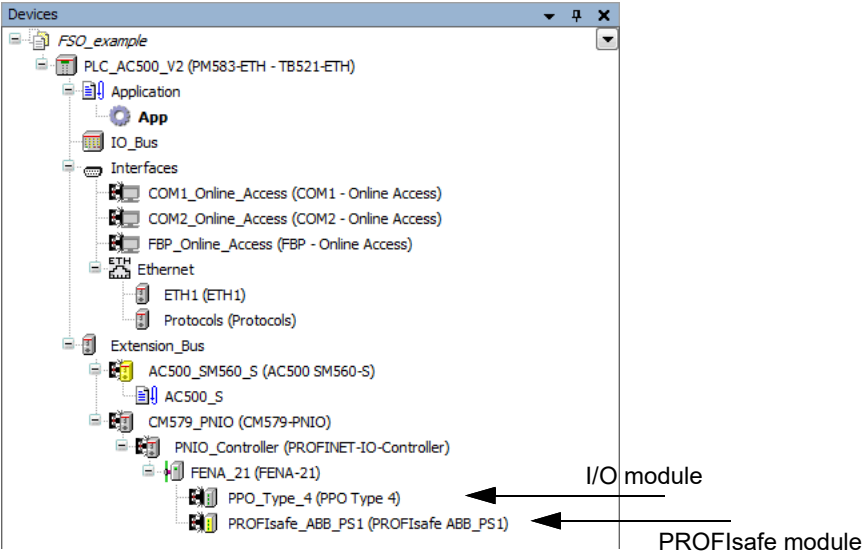 Devices
FSO_example
PLC_AC500_V2 (PM583-ETH - TB521-ETH)
Application
App
IO_Bus
Interfaces
COM1_Online_Access (COM1 - Online Access)
COM2_Online_Access (COM2 - Online Access)
FBP_Online_Access (FBP - Online Access)
ETH
Ethernet
ETH1 (ETH1)
Protocols (Protocols)
Extension_Bus
AC500_SM560_S (AC500 SM560-S)
AC500_S
CM579_PNIO (CM579-PNIO)
PNIO_Controller (PROFINET-IO-Controller)
FENA_21 (FENA-21)
I/O module
PPO_Type_4 (PPO Type 4)
PROFIsafe_ABB_PS1 (PROFIsafe ABB_PS1)
PROFIsafe module